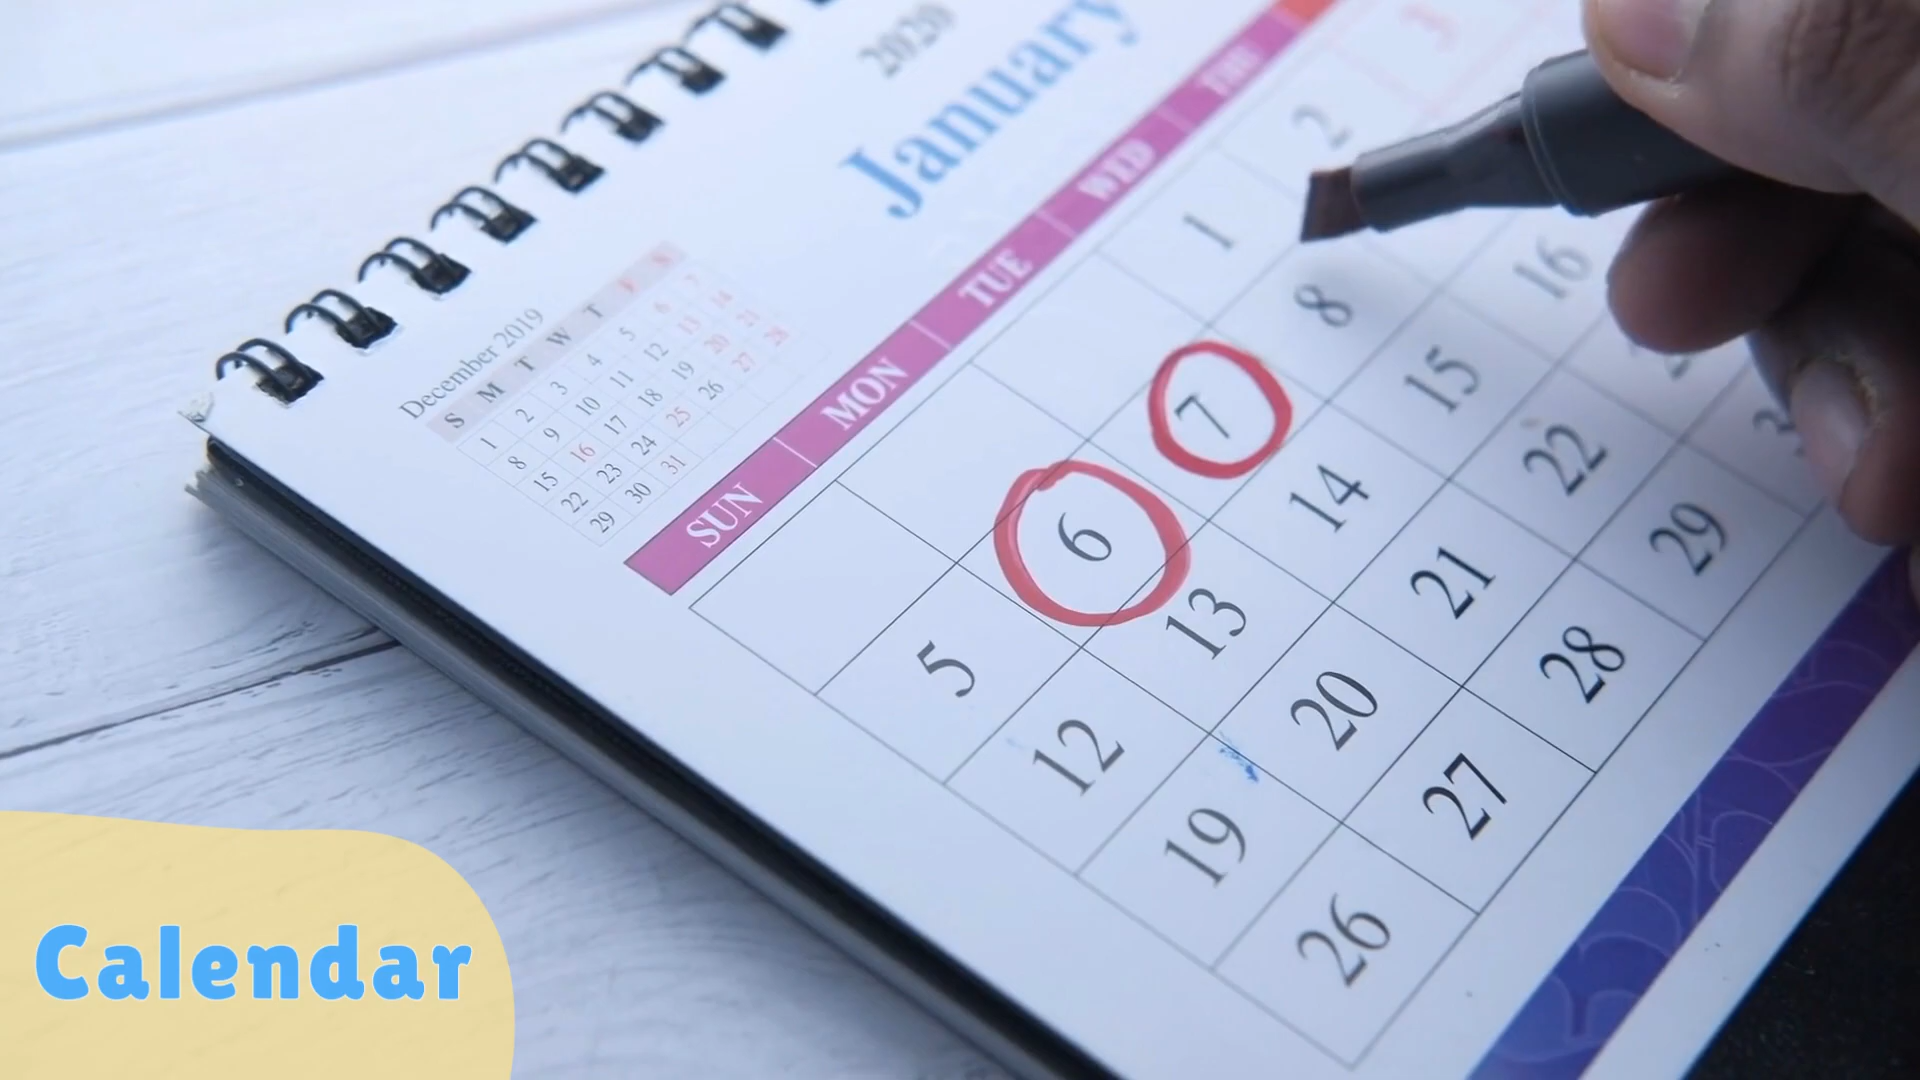 2020
January
December 2019
S M T W T F S
1 2 3 4 5 6 7
8 9 10 11 12 13 14
15 16 17 18 19 20 21
22 23 24 25 26 27 28
29 30 31
SUN MON TUE WED THU
1 2 3
5 6 7 8
12 13 14 15 16
19 20 21 22
26 27 28 29
Calendar